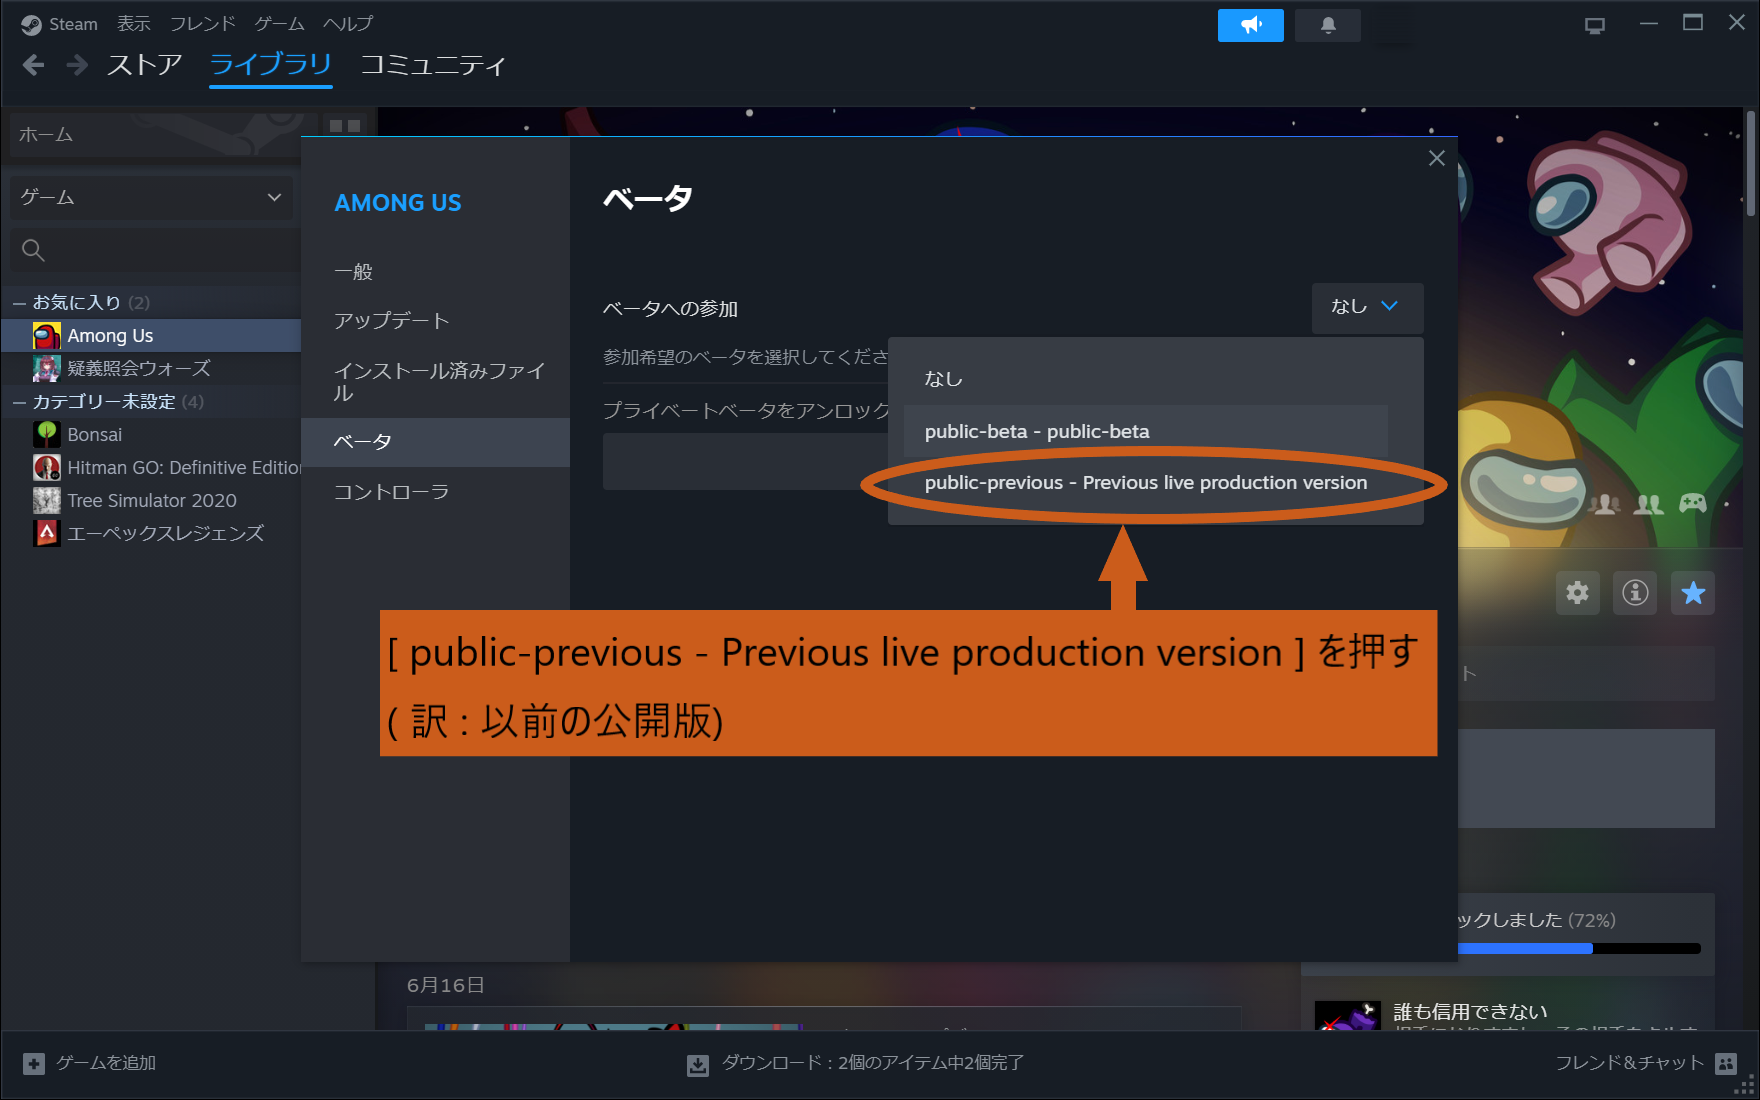 Steam 表示 フレンド ゲーム ヘルプ
ストア ライブラリ コミュニティ
ホーム
ゲーム
お気に入り (2)
Among Us
疑義照会ウォーズ
カテゴリー未設定 (4)
Bonsai
Hitman GO: Definitive Edition
Tree Simulator 2020
エーペックスレジェンズ
AMONG US
一般
アップデート
インストール済みファイ
ル
ベータ
コントローラ
ベータ
ベータへの参加
なし
参加希望のベータを選択してくださ
プライベートベータをアンロック
なし
public-beta - public-beta
public-previous - Previous live production version
[ public-previous - Previous live production version ] を押す
( 訳 : 以前の公開版)
ト
ックしました (72%)
6月16日
誰も信用できない
ゲームを追加
ダウンロード : 2個のアイテム中2個完了
フレンド&チャット